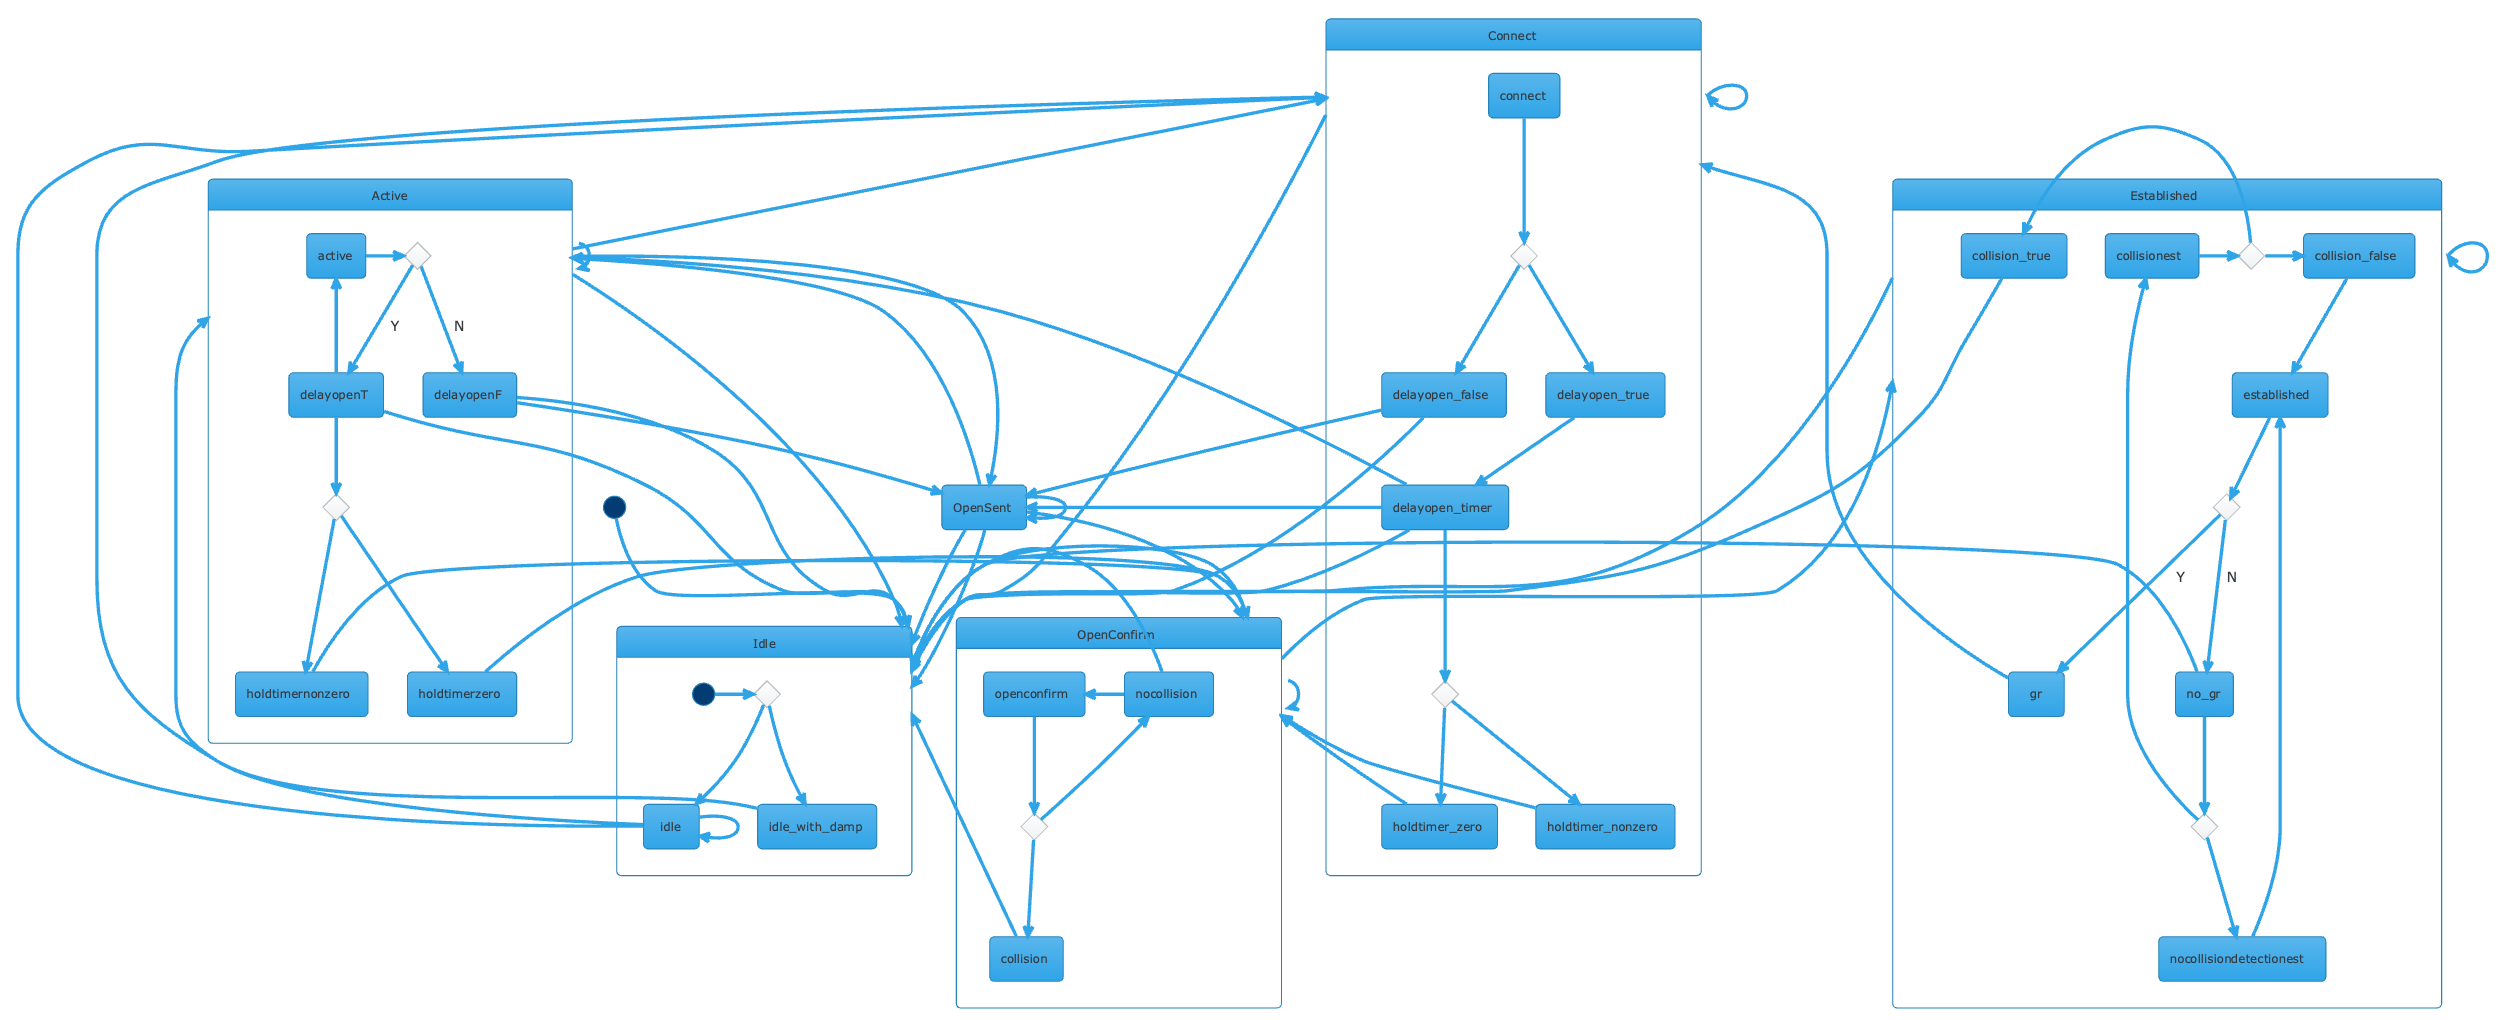 Connect
connect
Active
Established
active
collision_true
collisionest
collision_false
Y
N
delayopenT
delayopenF
delayopen_false
delayopen_true
established
OpenSent
delayopen_timer
Y
N
Idle
OpenConfirm
holdtimernonzero
holdtimerzero
openconfirm
nocollision
gr
no_gr
idle
idle_with_damp
holdtimer_zero
holdtimer_nonzero
collision
nocollisiondetectionest